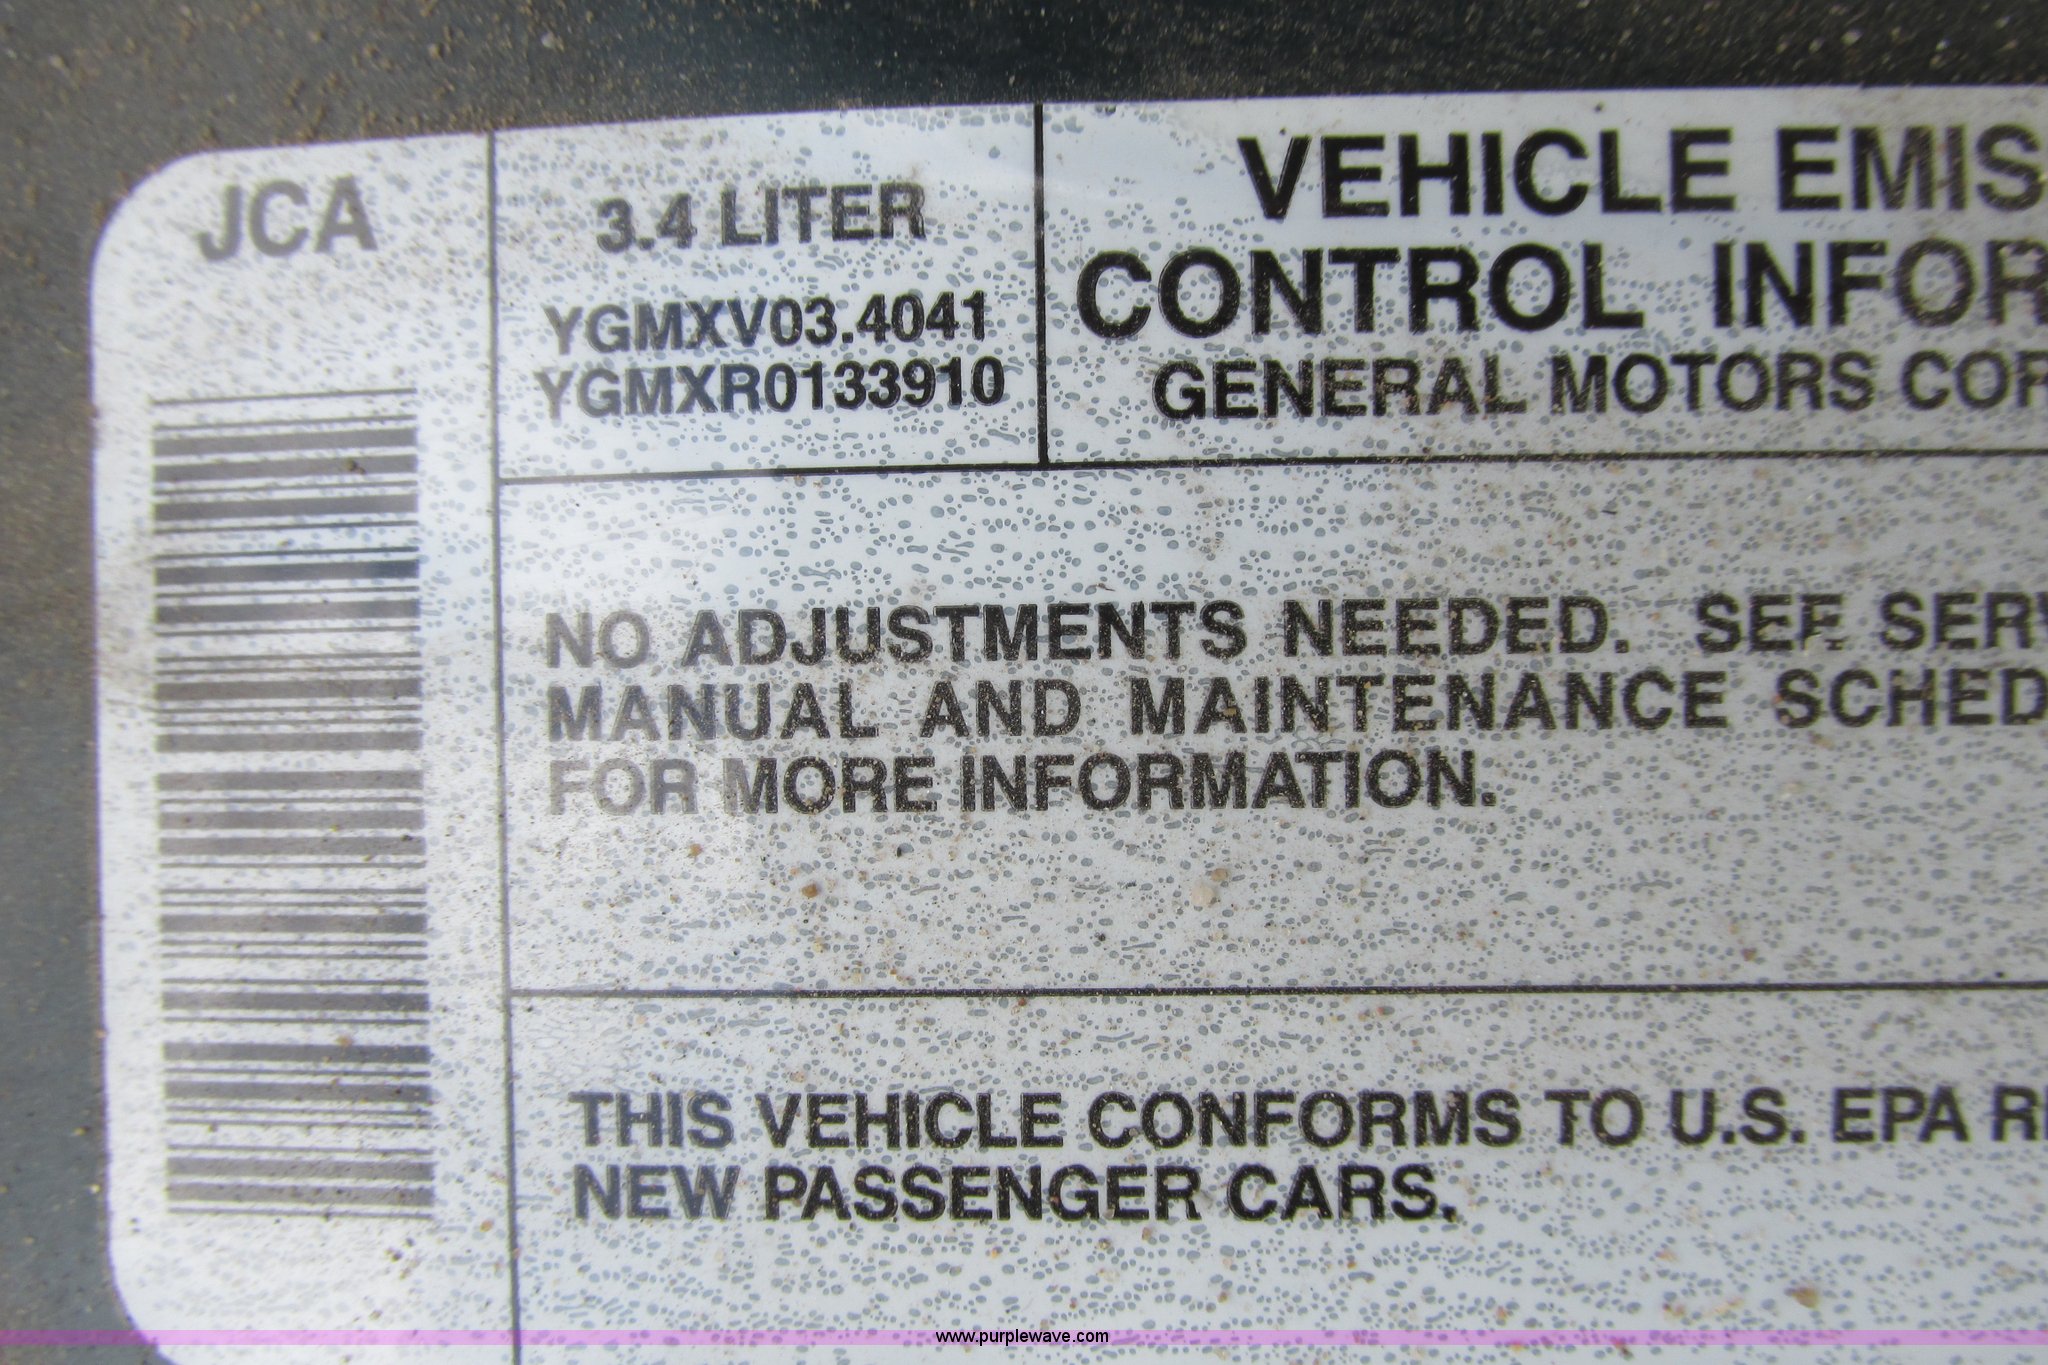 JCA
3.4 LITER
YGMXV03.4041
YGMXR0133910
VEHICLE EMIS
CONTROL INFOR
GENERAL MOTORS COR
NO ADJUSTMENTS NEEDED. SEE SERV
MANUAL AND MAINTENANCE SCHED
FOR MORE INFORMATION.
THIS VEHICLE CONFORMS TO U.S. EPA RE
NEW PASSENGER CARS.
www.purplewave.com